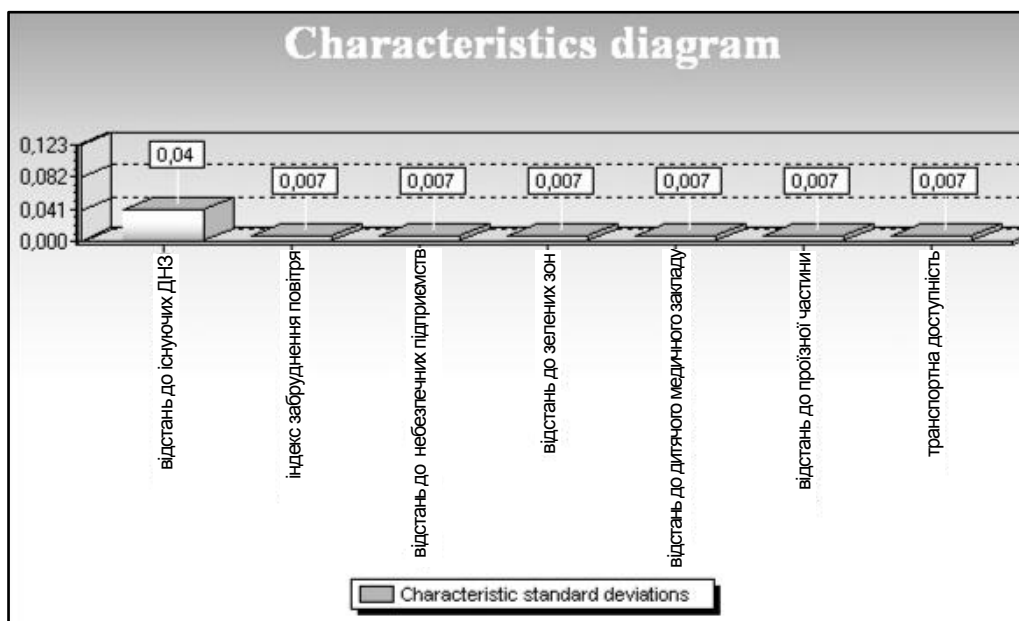 Characteristics diagram
0,123
0,082
0,041
0,000
0,04
0,007
0,007
0,007
0,007
0,007
0,007
відстань до існуючих ДНЗ
індекс забруднення повітря
відстань до небезпечних підприємств
відстань до зелених зон
відстань до дитячого медичного закладу
відстань до проїзної частини
транспортна доступність
Characteristic standard deviations